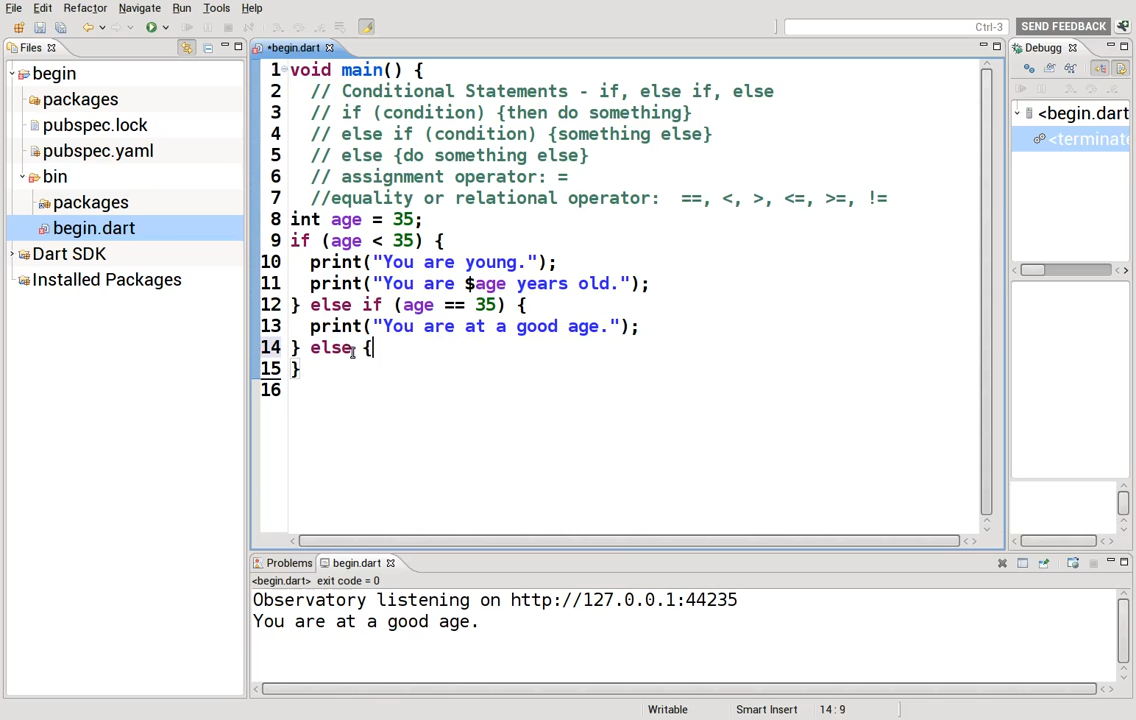 File Edit Refactor Navigate Run Tools Help
Ctrl-3 SEND FEEDBACK
Files
*begin.dart
Debugg
begin
packages
pubspec.lock
pubspec.yaml
bin
packages
begin.dart
Dart SDK
Installed Packages
1 void main() {
2 // Conditional Statements - if, else if, else
3 // if (condition) {then do something}
4 // else if (condition) {something else}
5 // else {do something else}
6 // assignment operator: =
7 //equality or relational operator:  ==, <, >, <=, >=, !=
8 int age = 35;
9 if (age < 35) {
10 print("You are young.");
11 print("You are $age years old.");
12 } else if (age == 35) {
13 print("You are at a good age.");
14 } else {
15 }
16
<begin.dart
<terminate
Problems begin.dart
<begin.dart> exit code = 0
Observatory listening on http://127.0.0.1:44235
You are at a good age.
Writable Smart Insert 14 : 9